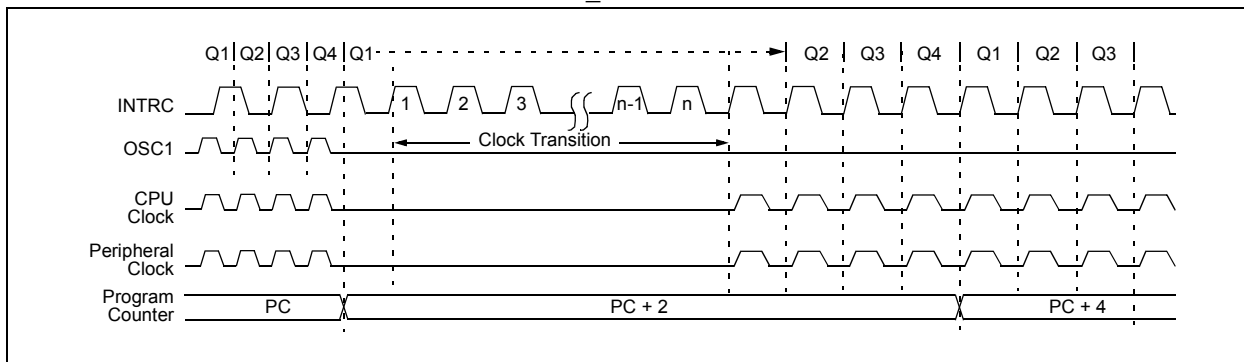 Q1 Q2 Q3 Q4 Q1 Q2 Q3 Q4 Q1 Q2 Q3
INTRC 1 2 3 n-1 n
Clock Transition
OSC1
CPU
Clock
Peripheral
Clock
Program
Counter
PC PC + 2 PC + 4